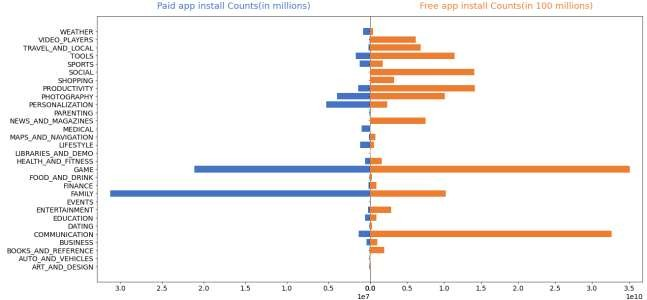 Paid app install Counts(in millions) Free app install Counts(in 100 millions)
WEATHER
VIDEO_PLAYERS
TRAVEL_AND_LOCAL
TOOLS
SPORTS
SOCIAL
SHOPPING
PRODUCTIVITY
PHOTOGRAPHY
PERSONALIZATION
PARENTING
NEWS_AND_MAGAZINES
MEDICAL
MAPS_AND_NAVIGATION
LIFESTYLE
LIBRARIES_AND_DEMO
HEALTH_AND_FITNESS
GAME
FOOD_AND_DRINK
FINANCE
FAMILY
EVENTS
ENTERTAINMENT
EDUCATION
DATING
COMMUNICATION
BUSINESS
BOOKS_AND_REFERENCE
AUTO_AND_VEHICLES
ART_AND_DESIGN
3.0 2.5 2.0 1.5 1.0 0.5 0.0 0.0 0.5 1.0 1.5 2.0 2.5 3.0 3.5
1e7 1e10